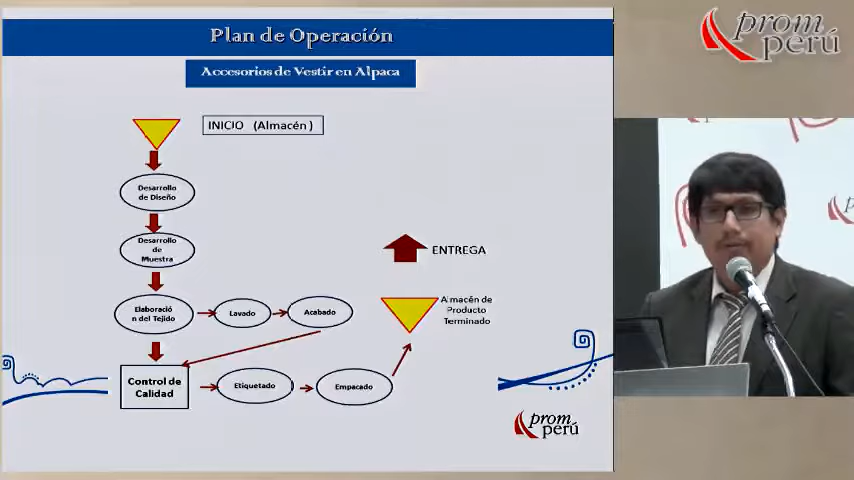 Plan de Operación
Accesorios de Vestir en Alpaca
INICIO (Almacén)
Desarrollo
de Diseño
Desarrollo
de
Muestra
Elaboració
n del Tejido
Lavado
Acabado
Control de
Calidad
Etiquetado
Empacado
Almacén de
Producto
Terminado
ENTREGA
prom
perú
prom
perú